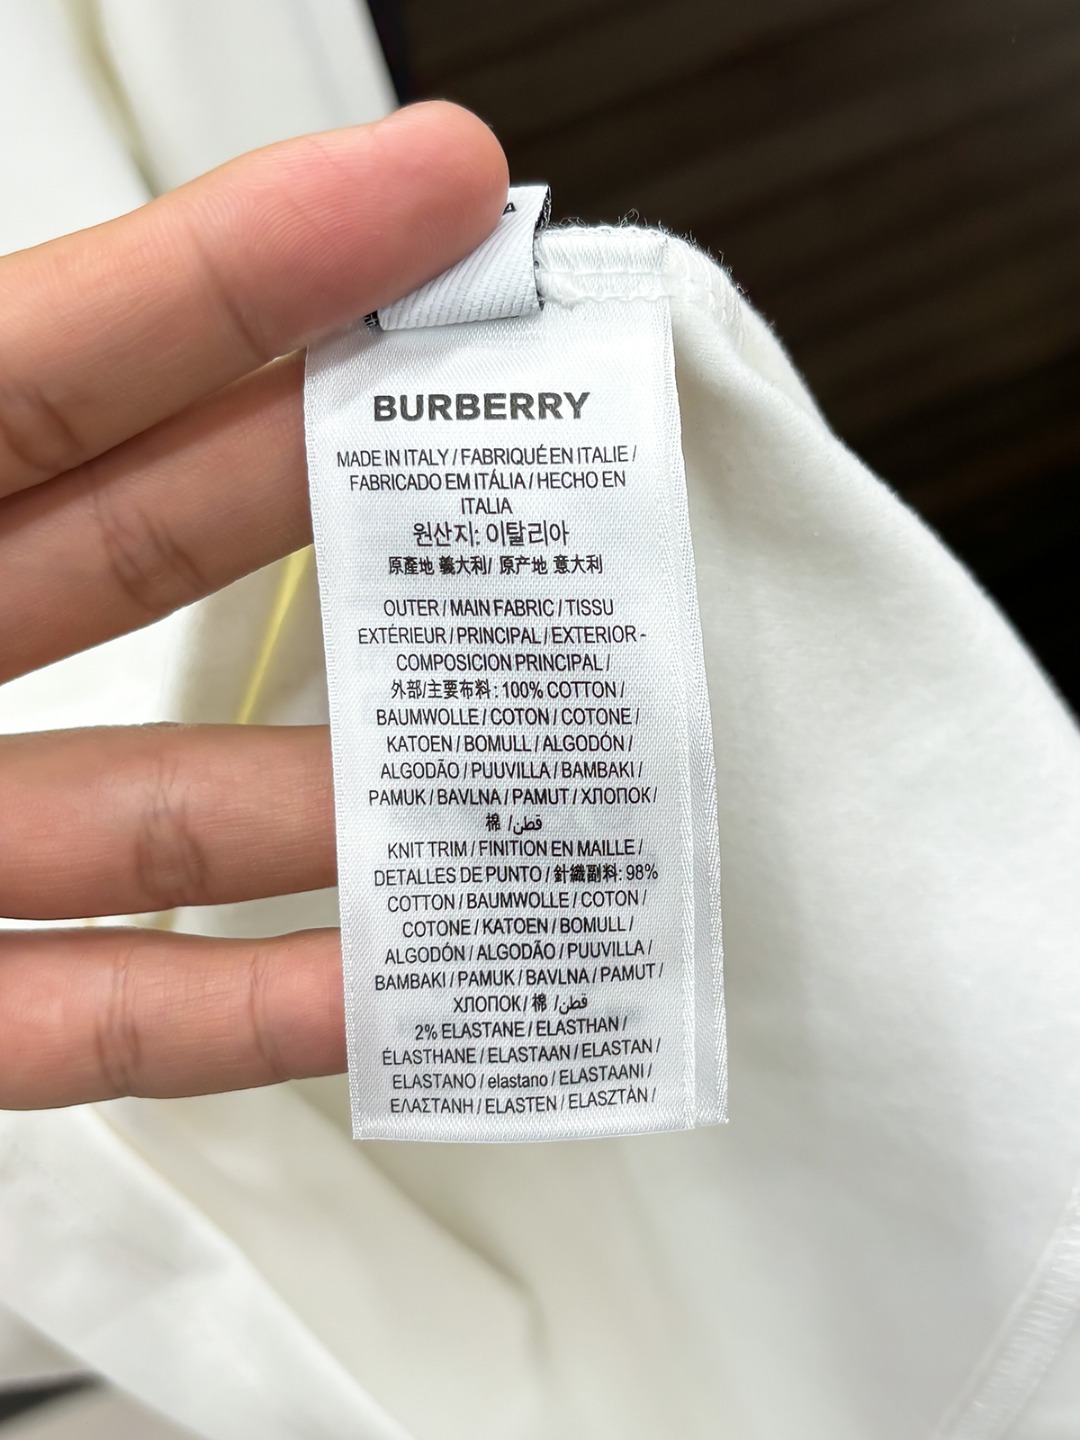 BURBERRY
MADE IN ITALY / FABRIQUÉ EN ITALIE /
FABRICADO EM ITÁLIA / HECHO EN
ITALIA
원산지: 이탈리아
原產地 義大利/ 原产地 意大利
OUTER / MAIN FABRIC / TISSU
EXTÉRIEUR / PRINCIPAL / EXTERIOR -
COMPOSICION PRINCIPAL /
外部/主要布料: 100% COTTON /
BAUMWOLLE / COTON / COTONE /
KATOEN / BOMULL / ALGODÓN /
ALGODÃO / PUUVILLA / BAMBAKI /
PAMUK / BAVLNA / PAMUT / ХЛОПОК /
棉 /قطن
KNIT TRIM / FINITION EN MAILLE /
DETALLES DE PUNTO / 針織副料: 98%
COTTON / BAUMWOLLE / COTON /
COTONE / KATOEN / BOMULL /
ALGODÓN / ALGODÃO / PUUVILLA /
BAMBAKI / PAMUK / BAVLNA / PAMUT /
ХЛОПОК / 棉 /قطن
2% ELASTANE / ELASTHAN /
ÉLASTHANE / ELASTAAN / ELASTAN /
ELASTANO / elastano / ELASTAANI /
ΕΛΑΣΤΑΝΗ / ELASTEN / ELASZTÀN /